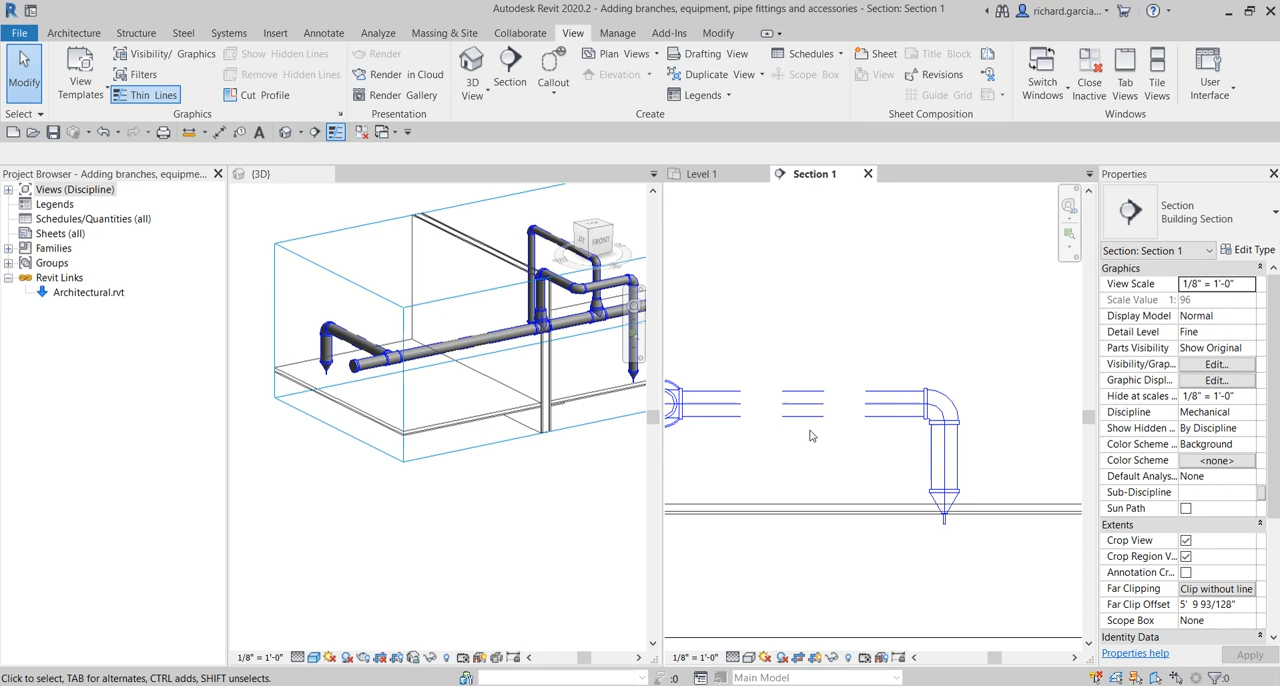 Autodesk Revit 2020.2 - Adding branches, equipment, pipe fittings and accessories - Section: Section 1
richard.garcia...
File Architecture Structure Steel Systems Insert Annotate Analyze Massing & Site Collaborate View Manage Add-Ins Modify
Modify
View Templates
Visibility/ Graphics
Filters
Thin Lines
Show Hidden Lines
Remove Hidden Lines
Cut Profile
Render
Render in Cloud
Render Gallery
3D View
Section
Callout
Plan Views
Elevation
Drafting View
Duplicate View
Legends
Schedules
Scope Box
Sheet
View
Title Block
Revisions
Guide Grid
Switch Windows
Close Inactive
Tab Views
Tile Views
User Interface
Select Graphics Presentation Create Sheet Composition Windows
Project Browser - Adding branches, equipme...
Views (Discipline)
Legends
Schedules/Quantities (all)
Sheets (all)
Families
Groups
Revit Links
Architectural.rvt
{3D}
FRONT
1/8" = 1'-0"
Level 1
Section 1
1/8" = 1'-0"
Properties
Section
Building Section
Section: Section 1 Edit Type
Graphics
View Scale 1/8" = 1'-0"
Scale Value 1: 96
Display Model Normal
Detail Level Fine
Parts Visibility Show Original
Visibility/Grap... Edit...
Graphic Displ... Edit...
Hide at scales ... 1/8" = 1'-0"
Discipline Mechanical
Show Hidden ... By Discipline
Color Scheme ... Background
Color Scheme <none>
Default Analys... None
Sub-Discipline
Sun Path
Extents
Crop View
Crop Region V...
Annotation Cr...
Far Clipping Clip without line
Far Clip Offset 5' 9 93/128"
Scope Box None
Identity Data
Properties help Apply
Click to select, TAB for alternates, CTRL adds, SHIFT unselects.
:0
Main Model
:0